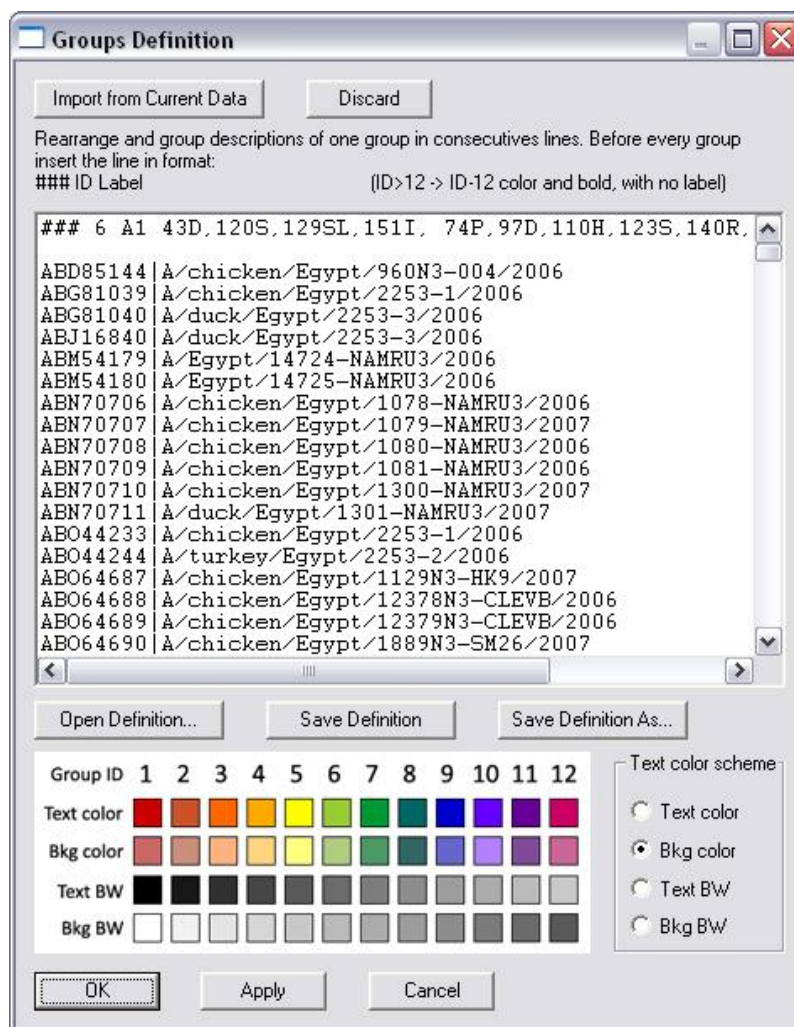 Groups Definition
Import from Current Data Discard
Rearrange and group descriptions of one group in consecutives lines. Before every group
insert the line in format:
### ID Label (ID>12 -> ID-12 color and bold, with no label)
### 6 A1 43D,120S,129SL,151I, 74P,97D,110H,123S,140R,
ABD85144|A/chicken/Egypt/960N3-004/2006
ABG81039|A/chicken/Egypt/2253-1/2006
ABG81040|A/duck/Egypt/2253-3/2006
ABJ16840|A/duck/Egypt/2253-3/2006
ABM54179|A/Egypt/14724-NAMRU3/2006
ABM54180|A/Egypt/14725-NAMRU3/2006
ABN70706|A/chicken/Egypt/1078-NAMRU3/2006
ABN70707|A/chicken/Egypt/1079-NAMRU3/2007
ABN70708|A/chicken/Egypt/1080-NAMRU3/2006
ABN70709|A/chicken/Egypt/1081-NAMRU3/2006
ABN70710|A/chicken/Egypt/1300-NAMRU3/2007
ABN70711|A/duck/Egypt/1301-NAMRU3/2007
ABO44233|A/chicken/Egypt/2253-1/2006
ABO44244|A/turkey/Egypt/2253-2/2006
ABO64687|A/chicken/Egypt/1129N3-HK9/2007
ABO64688|A/chicken/Egypt/12378N3-CLEVB/2006
ABO64689|A/chicken/Egypt/12379N3-CLEVB/2006
ABO64690|A/chicken/Egypt/1889N3-SM26/2007
Open Definition... Save Definition Save Definition As...
Group ID 1 2 3 4 5 6 7 8 9 10 11 12
Text color
Bkg color
Text BW
Bkg BW
Text color scheme
Text color
Bkg color
Text BW
Bkg BW
OK Apply Cancel